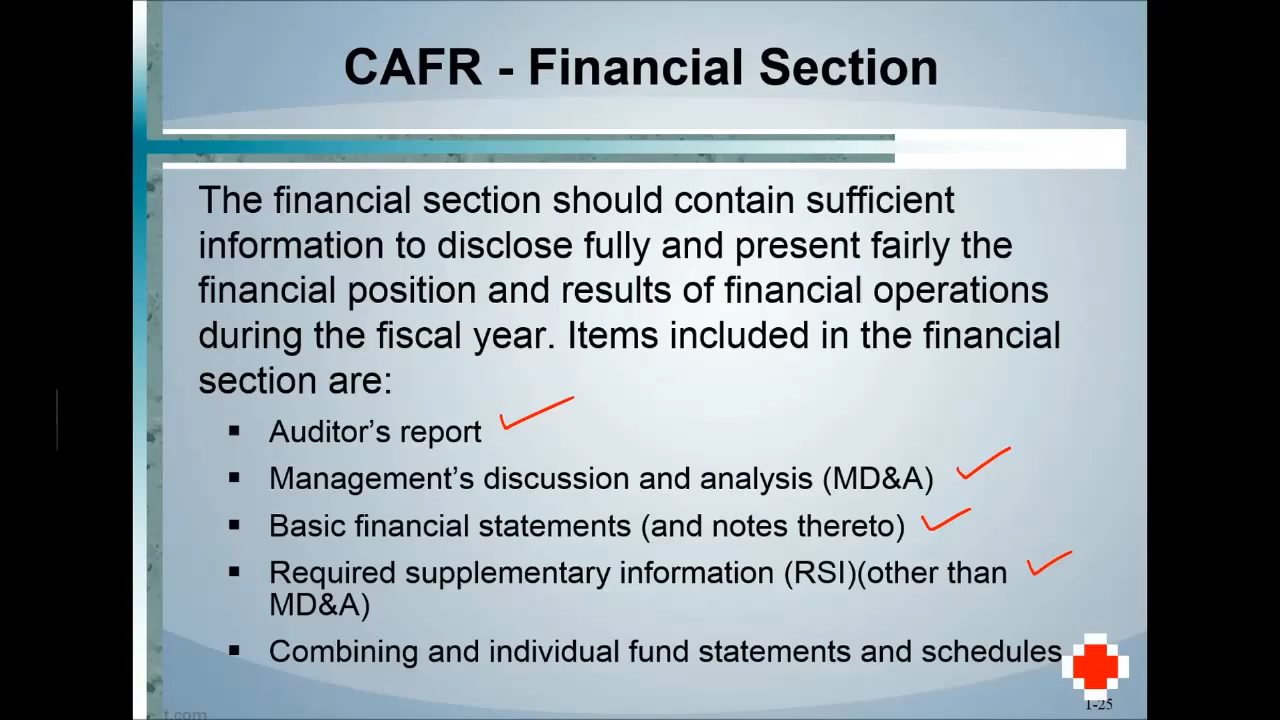 CAFR - Financial Section
The financial section should contain sufficient
information to disclose fully and present fairly the
financial position and results of financial operations
during the fiscal year. Items included in the financial
section are:
Auditor's report
Management's discussion and analysis (MD&A)
Basic financial statements (and notes thereto)
Required supplementary information (RSI)(other than
MD&A)
Combining and individual fund statements and schedules
1-25
t.com